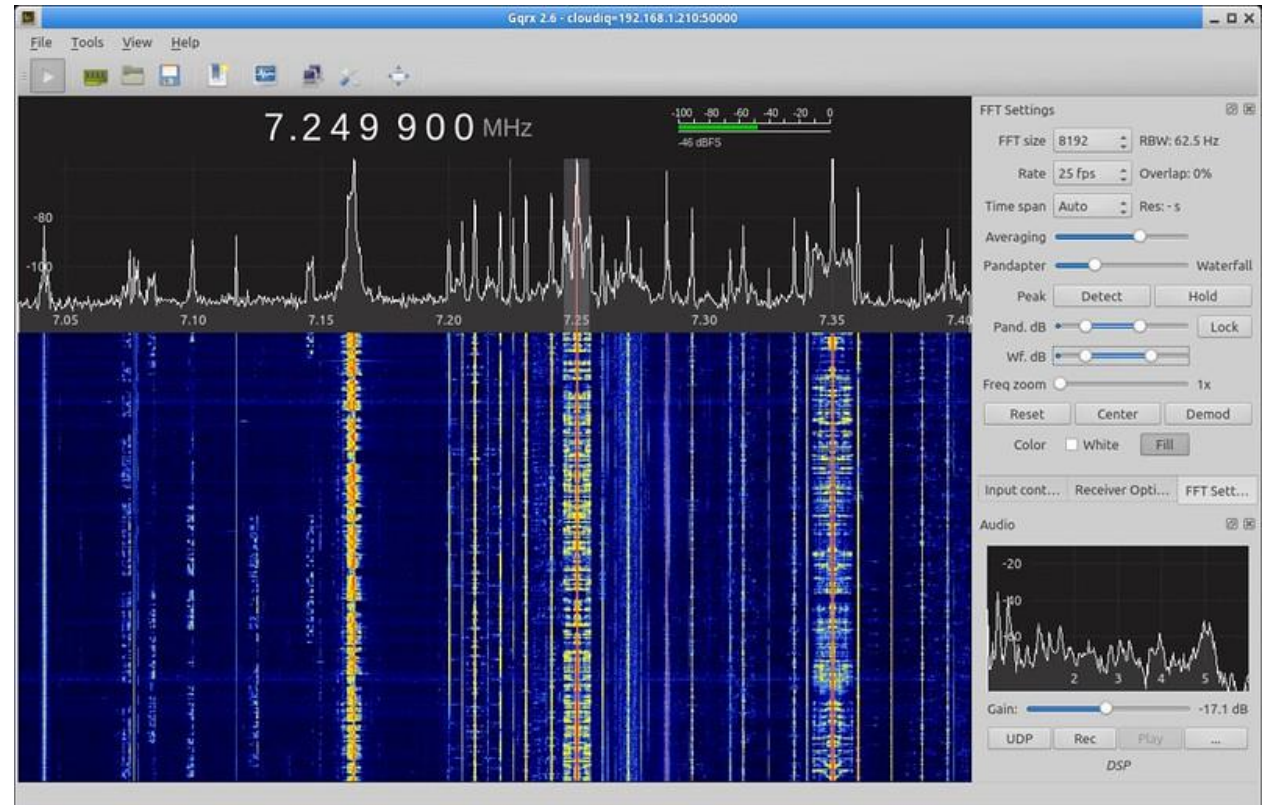 Gqrx 2.6 - cloudiq=192.168.1.210:50000
File Tools View Help
7.249 900 MHz
-100 -80 -60 -40 -20 0
-46 dBFS
-80
-100
7.05 7.10 7.15 7.20 7.25 7.30 7.35 7.40
FFT Settings
FFT size 8192 RBW: 62.5 Hz
Rate 25 fps Overlap: 0%
Time span Auto Res: - s
Averaging
Pandapter Waterfall
Peak Detect Hold
Pand. dB Lock
Wf. dB
Freq zoom 1x
Reset Center Demod
Color White Fill
Input cont... Receiver Opti... FFT Sett...
Audio
-20
-40
2 3 4 5
Gain: -17.1 dB
UDP Rec Play ...
DSP